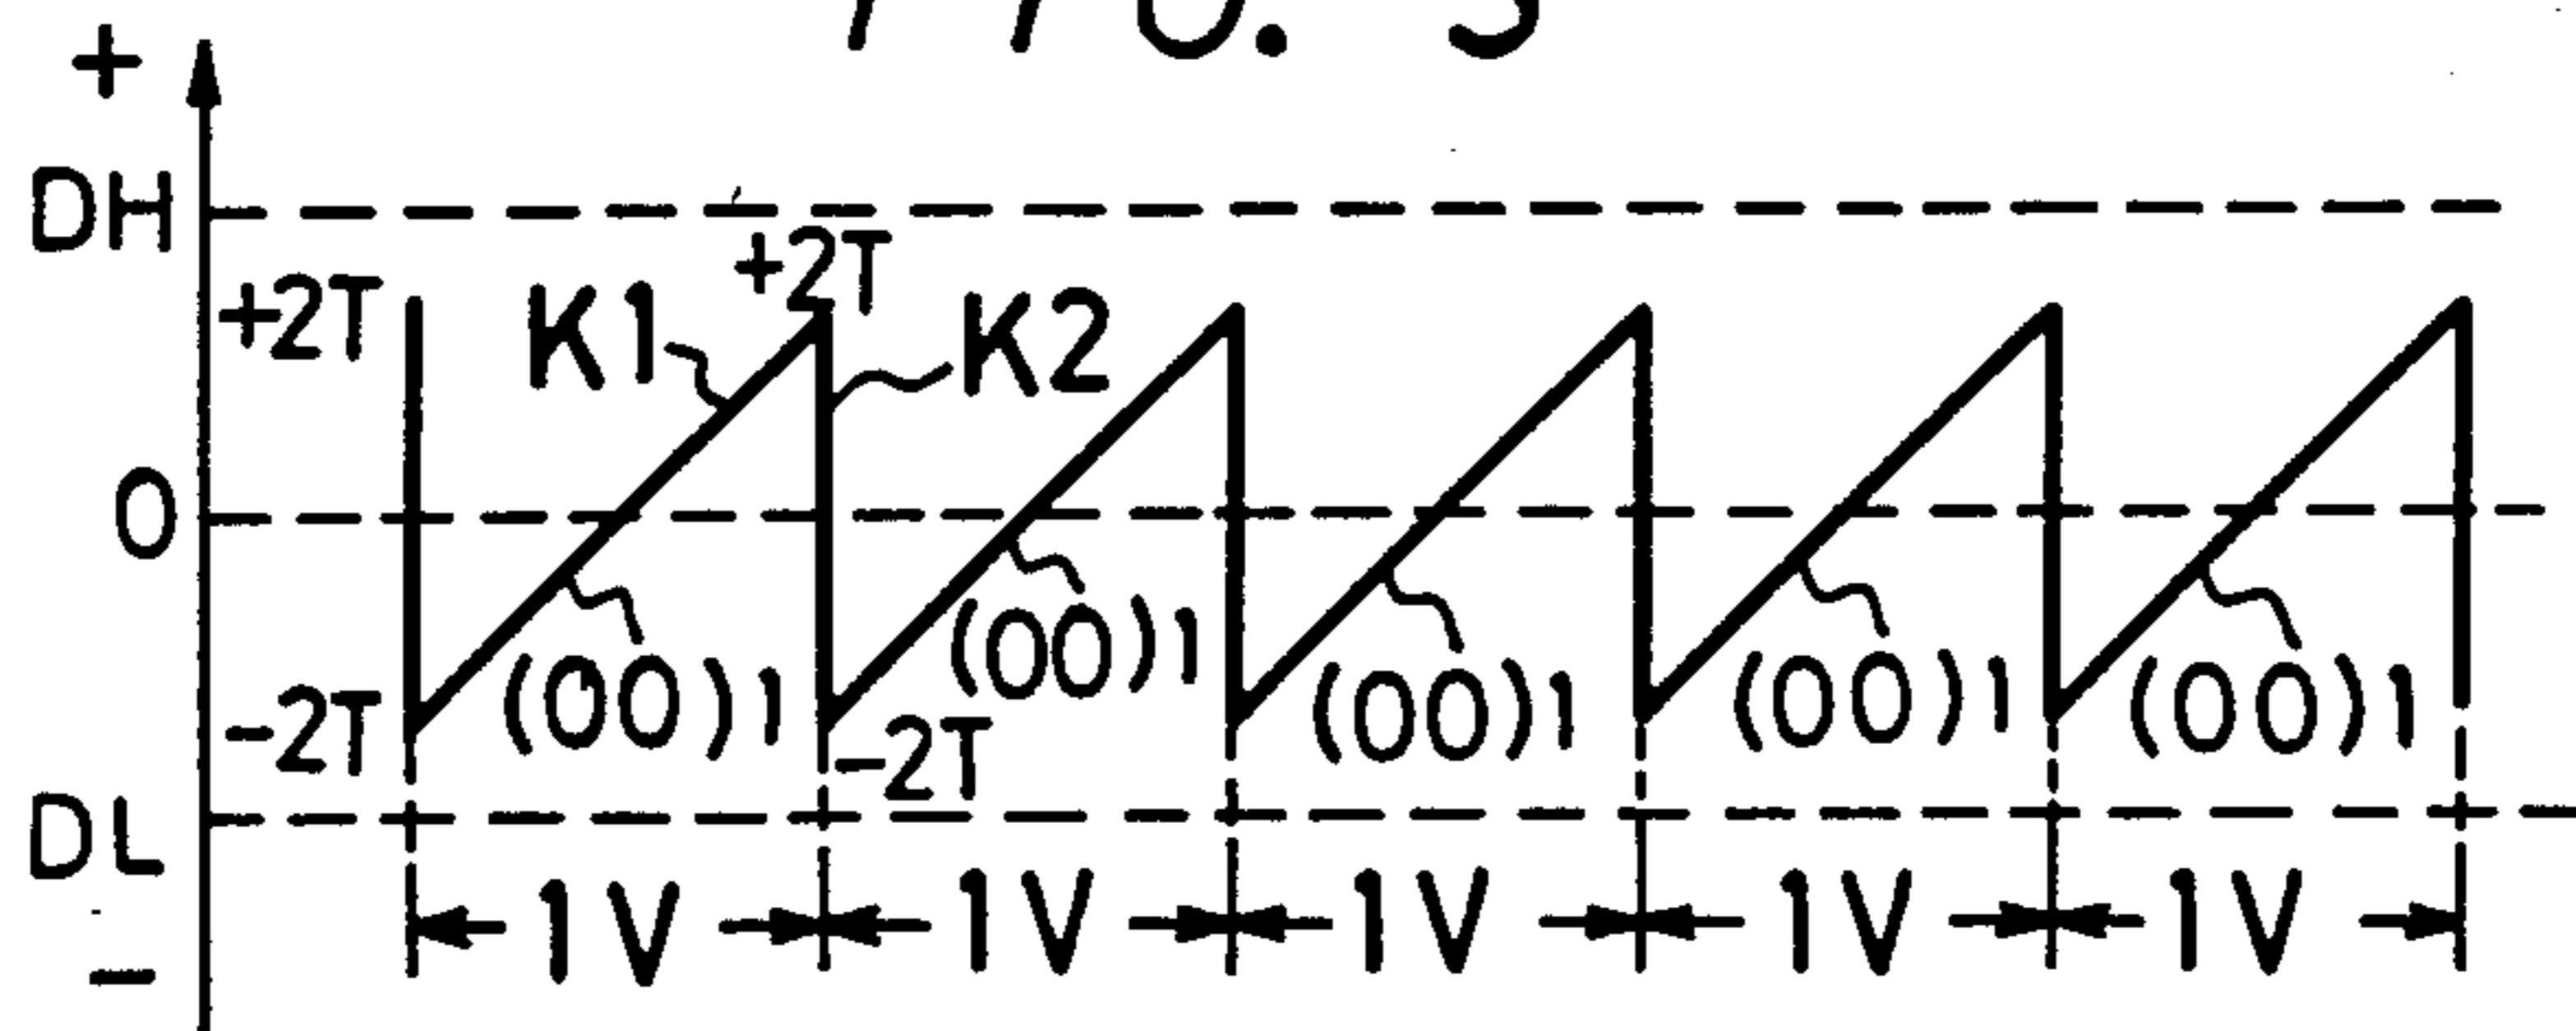 +
DH
+2T K1 +2T K2
0
-2T (00)1 -2T (00)1 (00)1 (00)1 (00)1
DL
1V 1V 1V 1V 1V
-